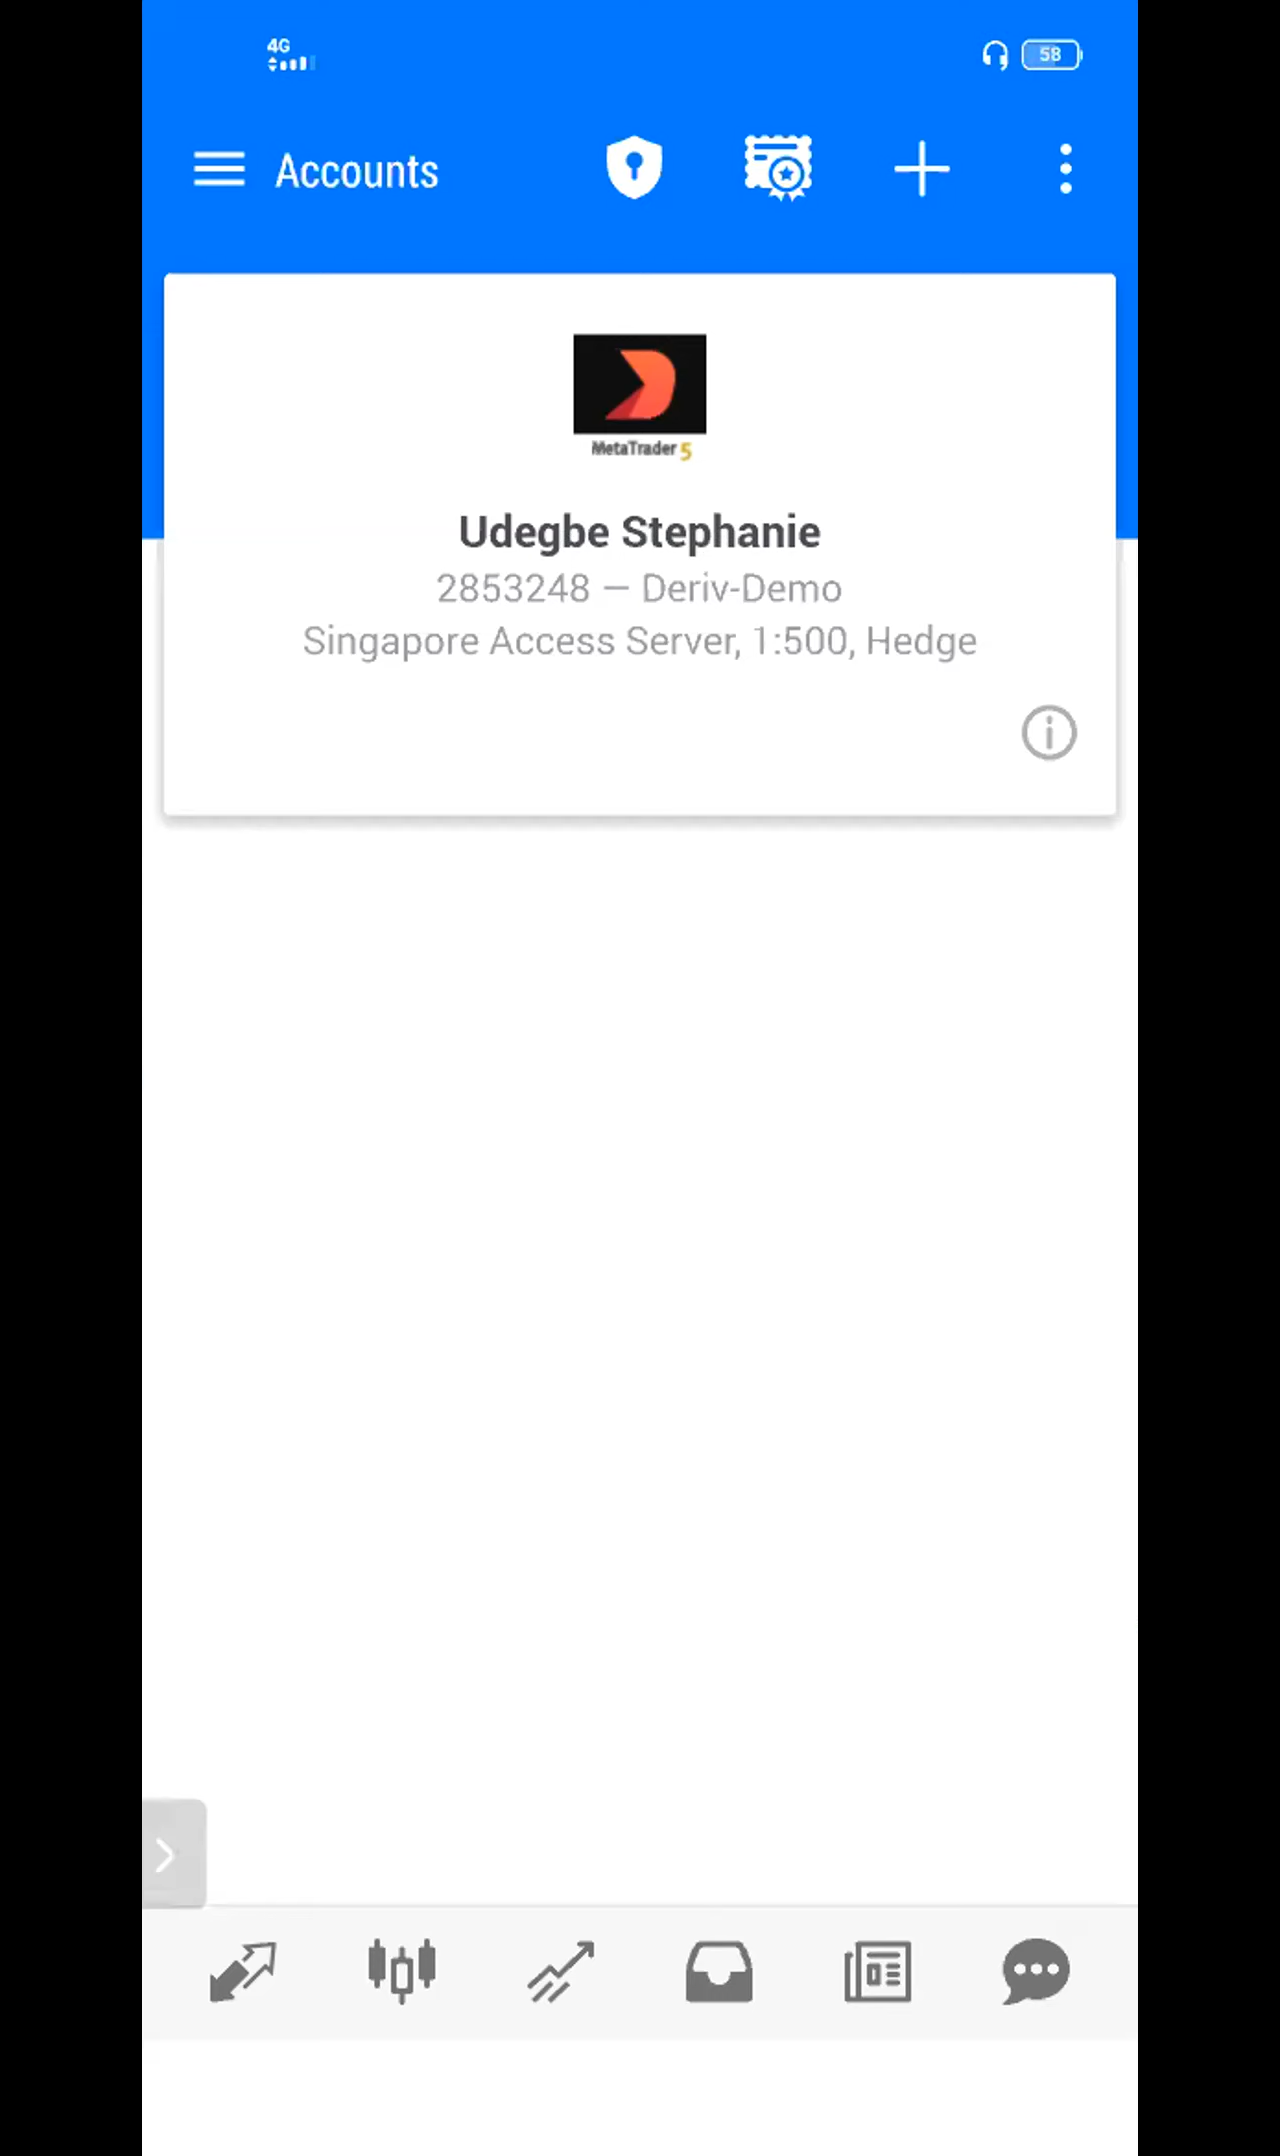 4G
58
Accounts
MetaTrader 5
Udegbe Stephanie
2853248 — Deriv-Demo
Singapore Access Server, 1:500, Hedge